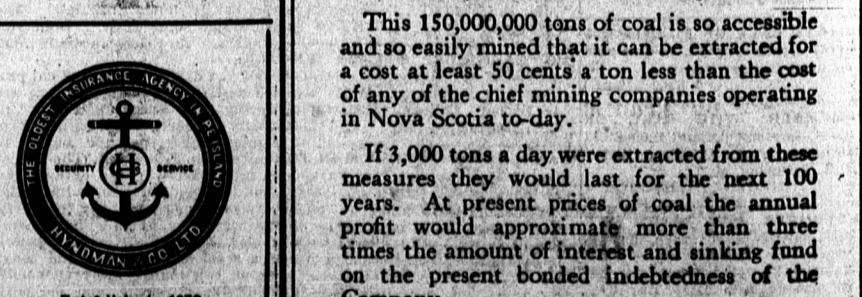 THE OLDEST INSURANCE AGENCY IN P.E. ISLAND
SECURITY SERVICE
HYNDMAN & CO. LTD.
This 150,000,000 tons of coal is so accessible
and so easily mined that it can be extracted for
a cost at least 50 cents a ton less than the cost
of any of the chief mining companies operating
in Nova Scotia to-day.
If 3,000 tons a day were extracted from these
measures they would last for the next 100
years. At present prices of coal the annual
profit would approximate more than three
times the amount of interest and sinking fund
on the present bonded indebtedness of the